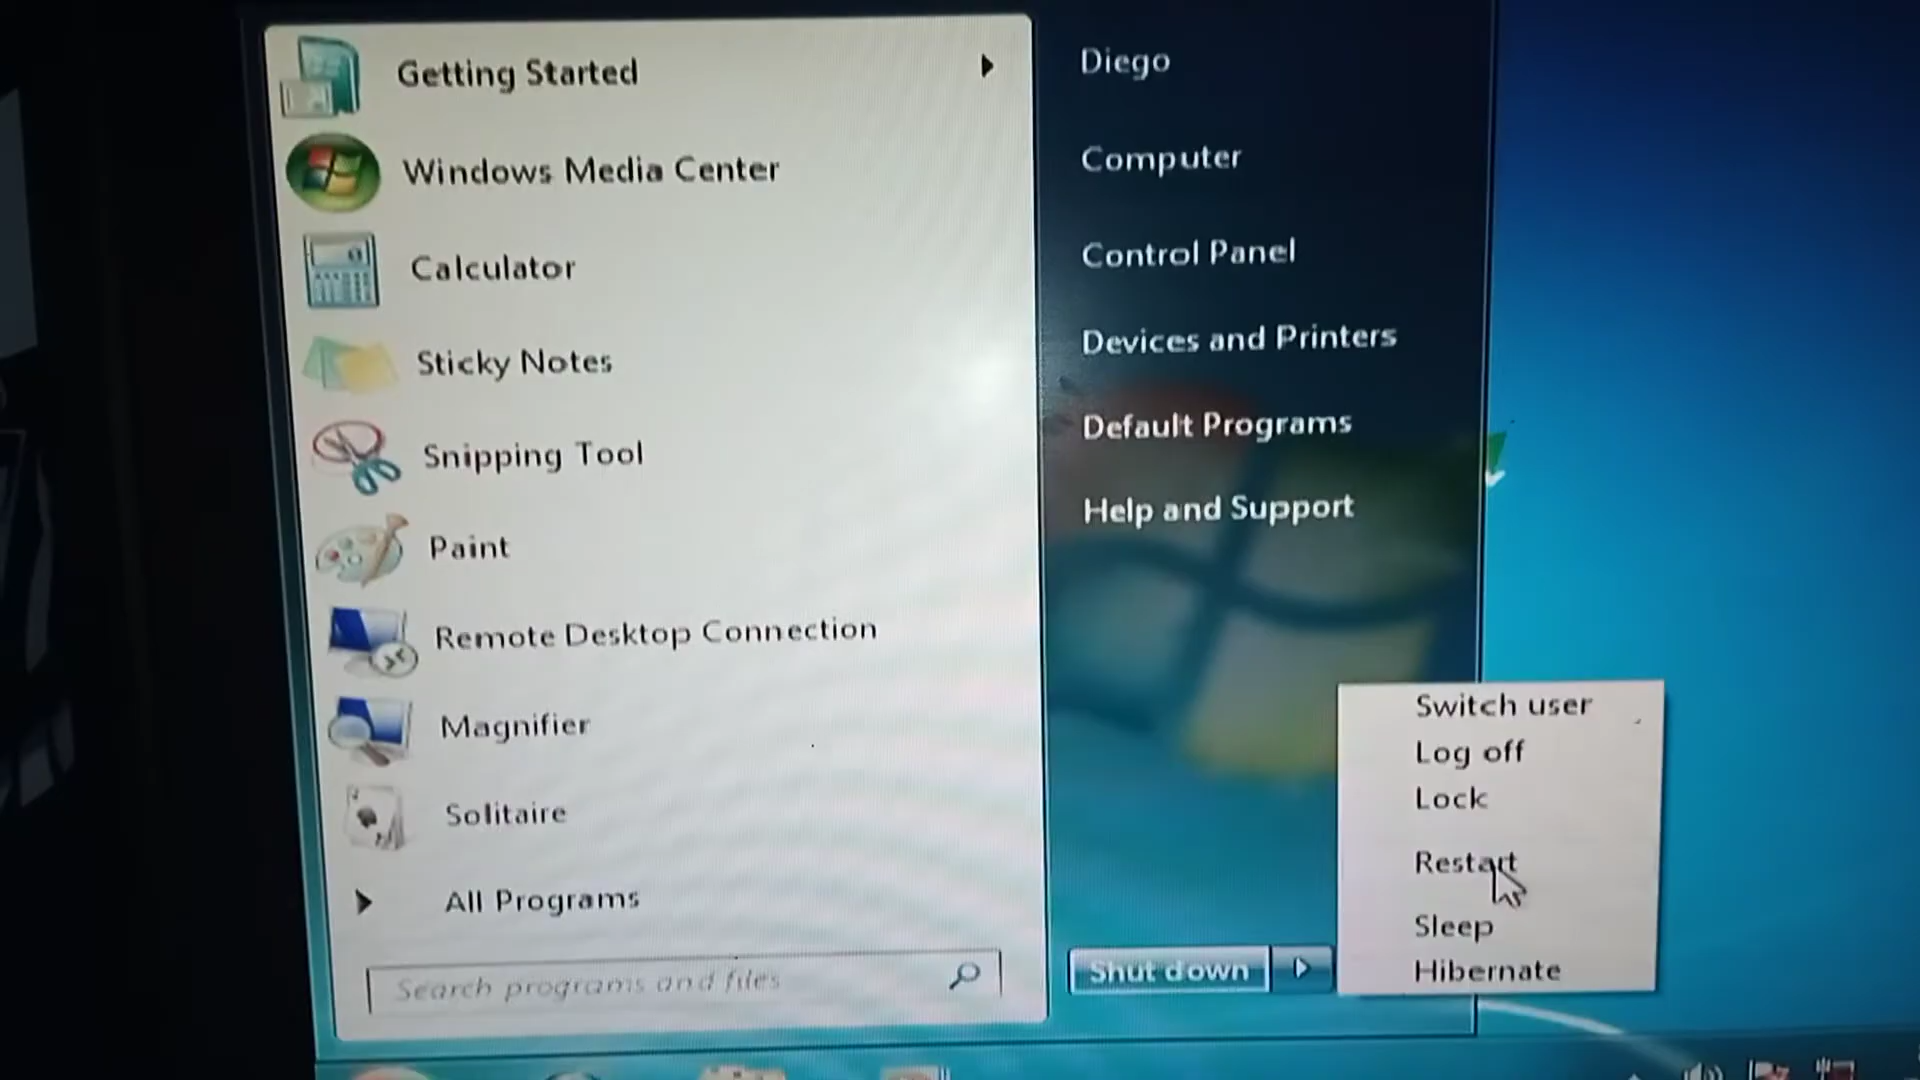 Getting Started
Windows Media Center
Calculator
Sticky Notes
Snipping Tool
Paint
Remote Desktop Connection
Magnifier
Solitaire
All Programs
Search programs and files
Diego
Computer
Control Panel
Devices and Printers
Default Programs
Help and Support
Shut down
Switch user
Log off
Lock
Restart
Sleep
Hibernate